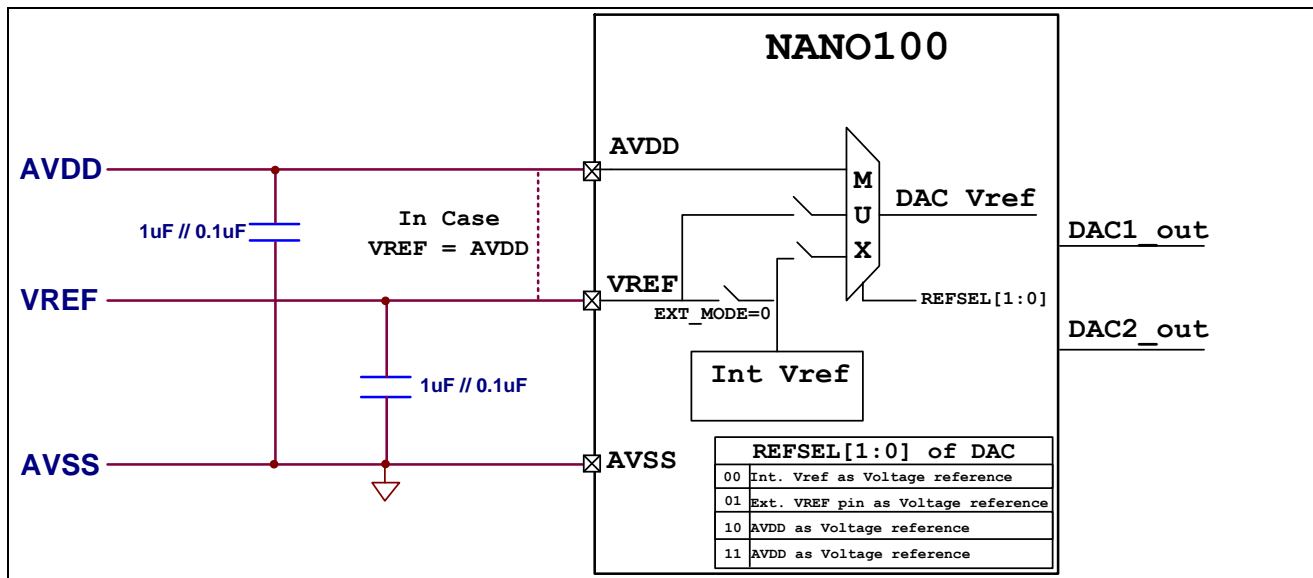 NANO100
AVDD
AVDD
1uF // 0.1uF
In Case
VREF = AVDD
M
U
X
DAC Vref
DAC1_out
VREF
VREF
EXT_MODE=0
REFSEL[1:0]
DAC2_out
1uF // 0.1uF
Int Vref
AVSS
AVSS
REFSEL[1:0] of DAC
00 Int. Vref as Voltage reference
01 Ext. VREF pin as Voltage reference
10 AVDD as Voltage reference
11 AVDD as Voltage reference